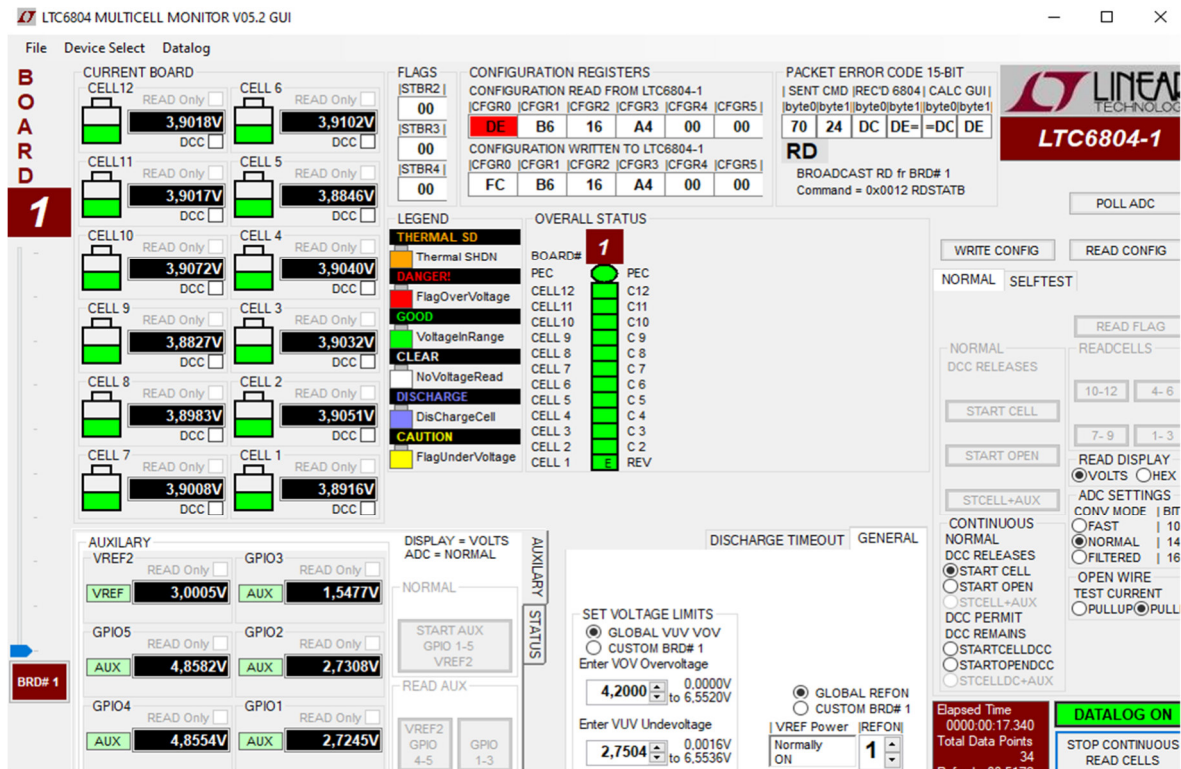 LTC6804 MULTICELL MONITOR V05.2 GUI
File Device Select Datalog
BOARD
1
BRD# 1
CURRENT BOARD
CELL12 READ Only 3,9018V DCC
CELL 6 READ Only 3,9102V DCC
CELL11 READ Only 3,9017V DCC
CELL 5 READ Only 3,8846V DCC
CELL10 READ Only 3,9072V DCC
CELL 4 READ Only 3,9040V DCC
CELL 9 READ Only 3,8827V DCC
CELL 3 READ Only 3,9032V DCC
CELL 8 READ Only 3,8983V DCC
CELL 2 READ Only 3,9051V DCC
CELL 7 READ Only 3,9008V DCC
CELL 1 READ Only 3,8916V DCC
FLAGS
|STBR2|
00
|STBR3|
00
|STBR4|
00
CONFIGURATION REGISTERS
CONFIGURATION READ FROM LTC6804-1
|CFGR0 |CFGR1 |CFGR2 |CFGR3 |CFGR4 |CFGR5|
DE B6 16 A4 00 00
CONFIGURATION WRITTEN TO LTC6804-1
|CFGR0 |CFGR1 |CFGR2 |CFGR3 |CFGR4 |CFGR5|
FC B6 16 A4 00 00
PACKET ERROR CODE 15-BIT
| SENT CMD |REC'D 6804| CALC GUI|
|byte0|byte1||byte0|byte1||byte0|byte1|
70 24 DC DE= =DC DE
RD
BROADCAST RD fr BRD# 1
Command = 0x0012 RDSTATB
LINEAR
TECHNOLOG
LTC6804-1
LEGEND
THERMAL SD
Thermal SHDN
DANGER!
FlagOverVoltage
GOOD
VoltageInRange
CLEAR
NoVoltageRead
DISCHARGE
DisChargeCell
CAUTION
FlagUnderVoltage
OVERALL STATUS
BOARD# 1
PEC PEC
CELL12 C12
CELL11 C11
CELL10 C10
CELL 9 C 9
CELL 8 C 8
CELL 7 C 7
CELL 6 C 6
CELL 5 C 5
CELL 4 C 4
CELL 3 C 3
CELL 2 C 2
CELL 1 E REV
POLL ADC
WRITE CONFIG READ CONFIG
NORMAL SELFTEST
READ FLAG
NORMAL
DCC RELEASES
START CELL
START OPEN
STCELL+AUX
READCELLS
10-12 4- 6
7- 9 1- 3
READ DISPLAY
VOLTS HEX
ADC SETTINGS
CONV MODE | BIT
FAST | 10
NORMAL | 14
FILTERED | 16
OPEN WIRE
TEST CURRENT
PULLUP PULL
CONTINUOUS
NORMAL
DCC RELEASES
START CELL
START OPEN
STCELL+AUX
DCC PERMIT
DCC REMAINS
STARTCELLDCC
STARTOPENDCC
STCELLDC+AUX
AUXILARY
VREF2 READ Only VREF 3,0005V
GPIO3 READ Only AUX 1,5477V
GPIO5 READ Only AUX 4,8582V
GPIO2 READ Only AUX 2,7308V
GPIO4 READ Only AUX 4,8554V
GPIO1 READ Only AUX 2,7245V
DISPLAY = VOLTS
ADC = NORMAL
NORMAL
START AUX
GPIO 1-5
VREF2
READ AUX
VREF2
GPIO
4-5
GPIO
1-3
AUXILARY
STATUS
DISCHARGE TIMEOUT GENERAL
SET VOLTAGE LIMITS
GLOBAL VUV VOV
CUSTOM BRD# 1
Enter VOV Overvoltage
4,2000 0,0000V
to 6,5520V
Enter VUV Undevoltage
2,7504 0,0016V
to 6,5536V
GLOBAL REFON
CUSTOM BRD# 1
| VREF Power |REFON|
Normally
ON
1
Elapsed Time
0000:00:17.340
Total Data Points
34
DATALOG ON
STOP CONTINUOUS
READ CELLS